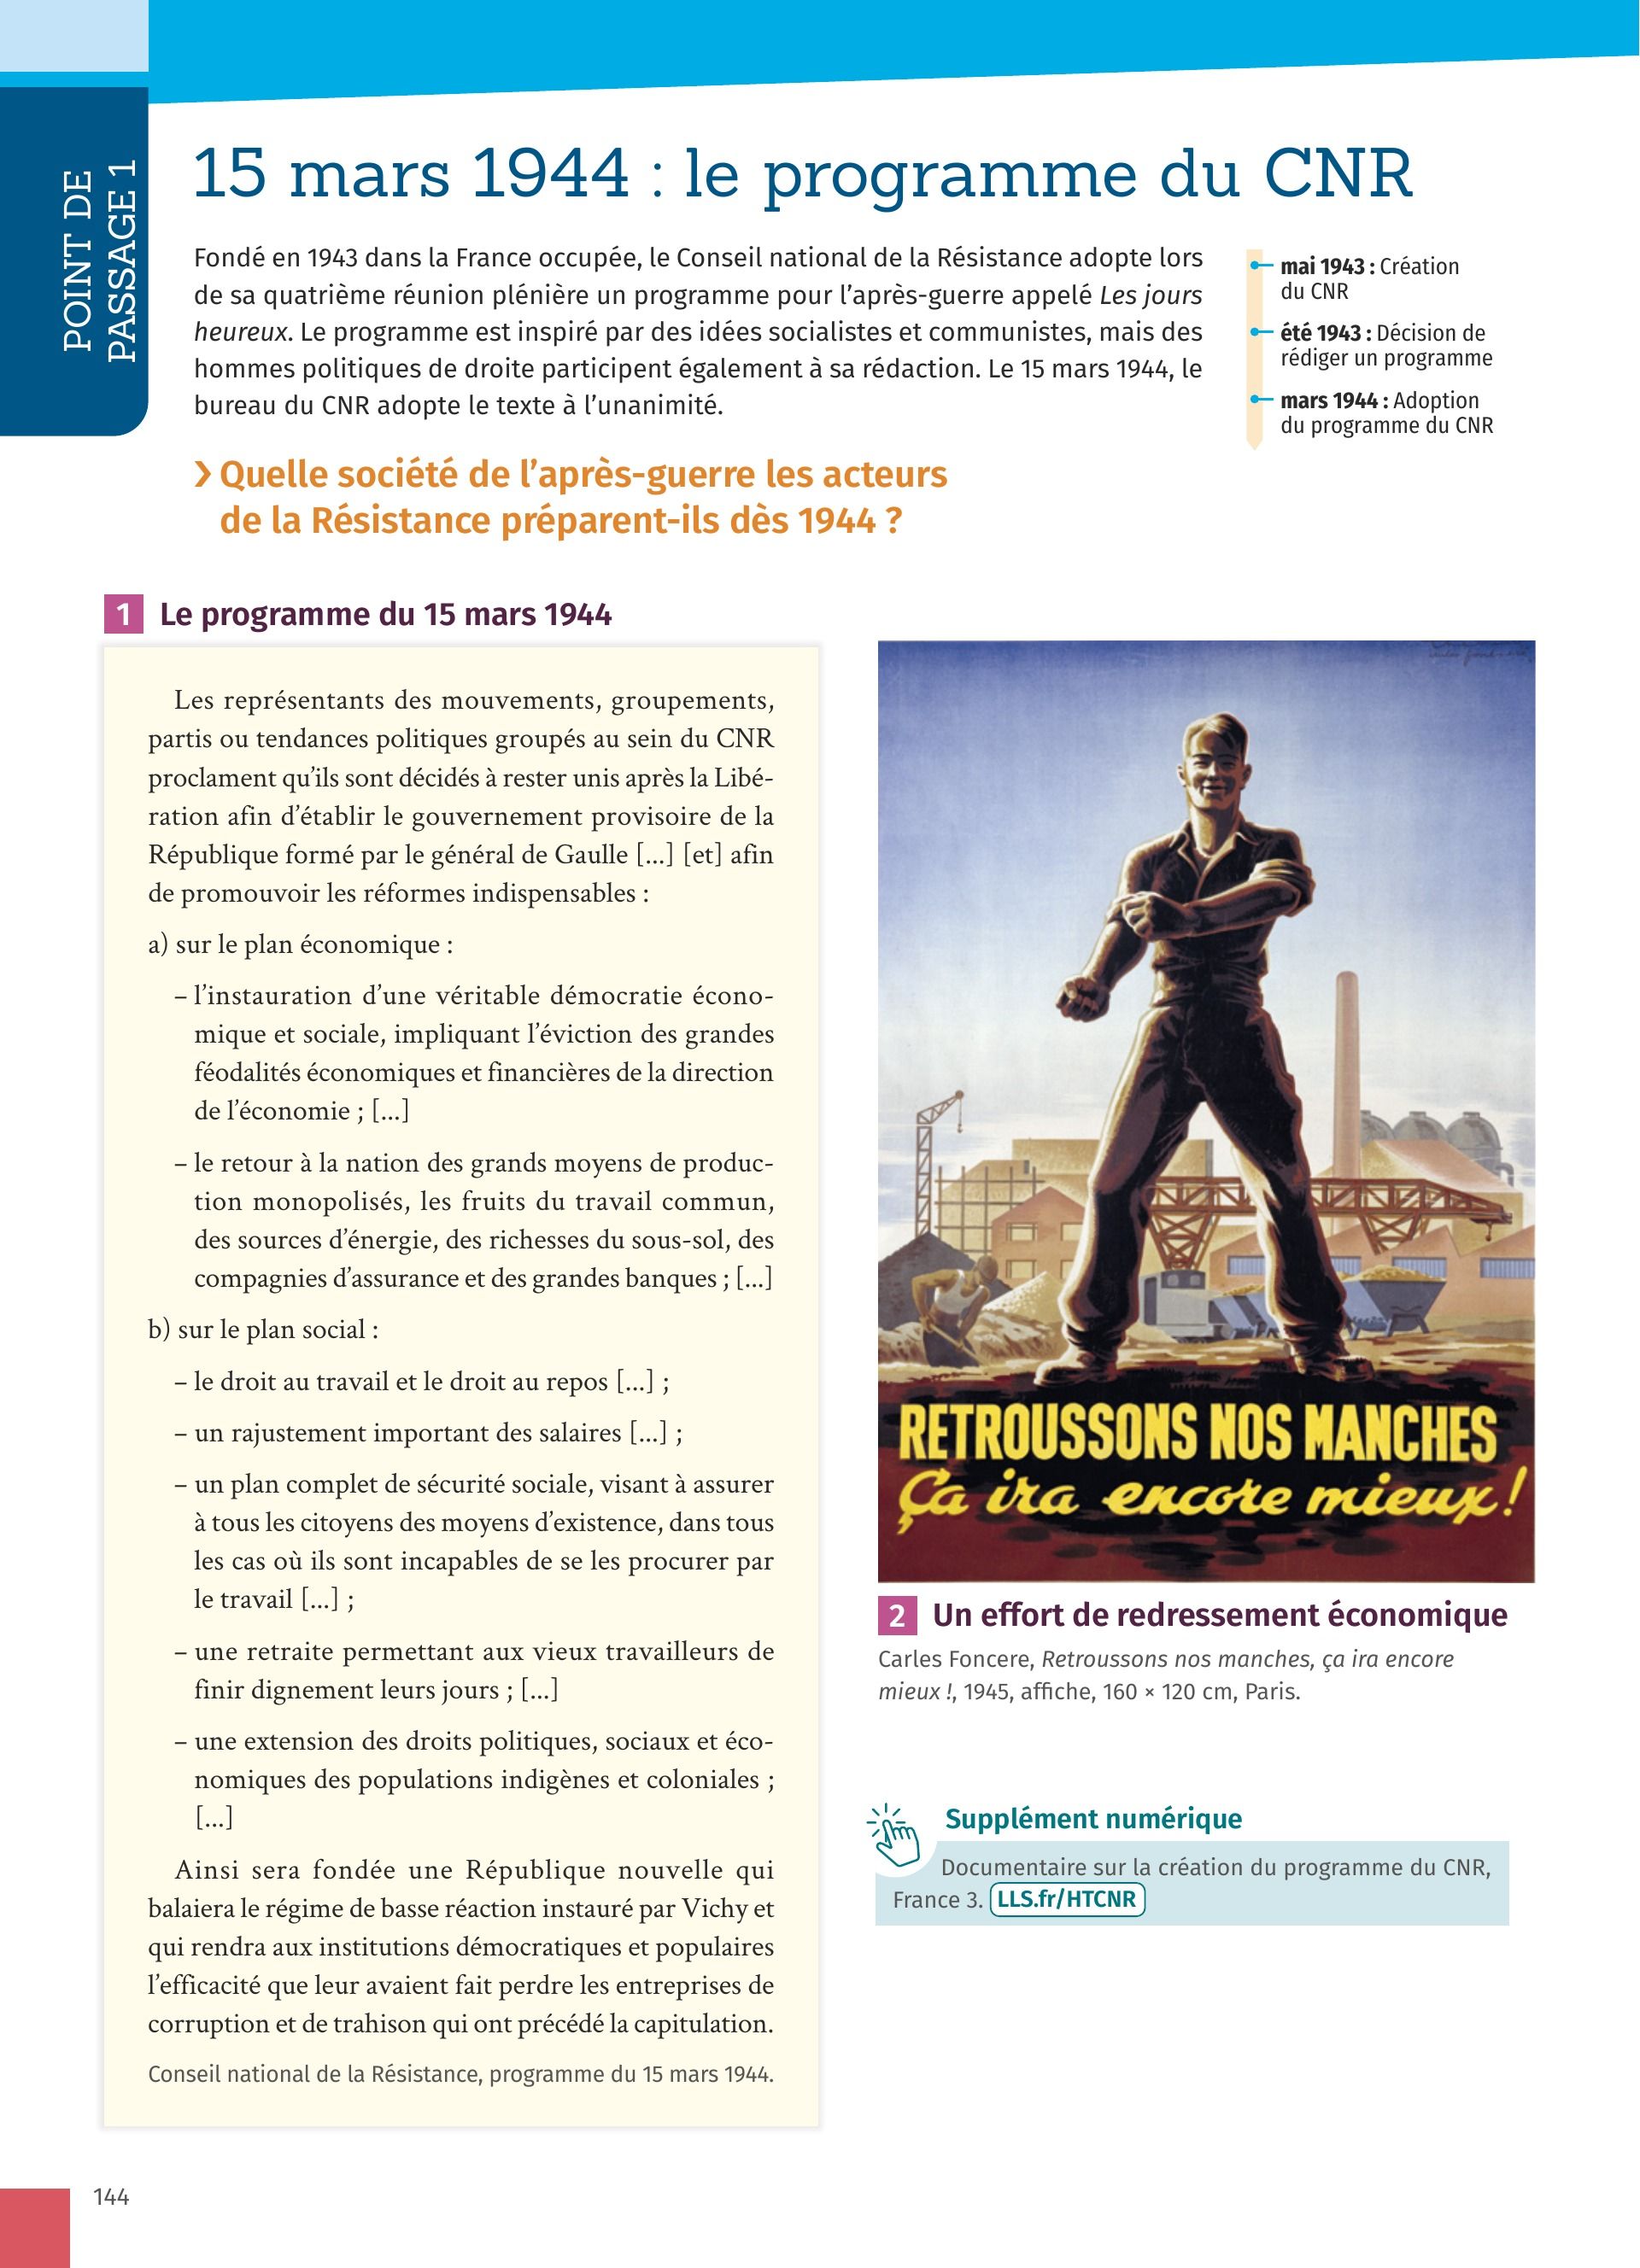 POINT DE
PASSAGE 1
15 mars 1944 : le programme du CNR
Fondé en 1943 dans la France occupée, le Conseil national de la Résistance adopte lors
de sa quatrième réunion plénière un programme pour l’après-guerre appelé Les jours
heureux. Le programme est inspiré par des idées socialistes et communistes, mais des
hommes politiques de droite participent également à sa rédaction. Le 15 mars 1944, le
bureau du CNR adopte le texte à l’unanimité.
mai 1943 : Création
du CNR
été 1943 : Décision de
rédiger un programme
mars 1944 : Adoption
du programme du CNR
› Quelle société de l’après-guerre les acteurs
de la Résistance préparent-ils dès 1944 ?
1 Le programme du 15 mars 1944
Les représentants des mouvements, groupements,
partis ou tendances politiques groupés au sein du CNR
proclament qu’ils sont décidés à rester unis après la Libé-
ration afin d’établir le gouvernement provisoire de la
République formé par le général de Gaulle [...] [et] afin
de promouvoir les réformes indispensables :
a) sur le plan économique :
– l’instauration d’une véritable démocratie écono-
mique et sociale, impliquant l’éviction des grandes
féodalités économiques et financières de la direction
de l’économie ; [...]
– le retour à la nation des grands moyens de produc-
tion monopolisés, les fruits du travail commun,
des sources d’énergie, des richesses du sous-sol, des
compagnies d’assurance et des grandes banques ; [...]
b) sur le plan social :
– le droit au travail et le droit au repos [...] ;
– un rajustement important des salaires [...] ;
– un plan complet de sécurité sociale, visant à assurer
à tous les citoyens des moyens d’existence, dans tous
les cas où ils sont incapables de se les procurer par
le travail [...] ;
– une retraite permettant aux vieux travailleurs de
finir dignement leurs jours ; [...]
– une extension des droits politiques, sociaux et éco-
nomiques des populations indigènes et coloniales ;
[...]
Ainsi sera fondée une République nouvelle qui
balaiera le régime de basse réaction instauré par Vichy et
qui rendra aux institutions démocratiques et populaires
l’efficacité que leur avaient fait perdre les entreprises de
corruption et de trahison qui ont précédé la capitulation.
Conseil national de la Résistance, programme du 15 mars 1944.
RETROUSSONS NOS MANCHES
Ça ira encore mieux !
2 Un effort de redressement économique
Carles Foncere, Retroussons nos manches, ça ira encore
mieux !, 1945, affiche, 160 × 120 cm, Paris.
Supplément numérique
Documentaire sur la création du programme du CNR,
France 3. LLS.fr/HTCNR
144